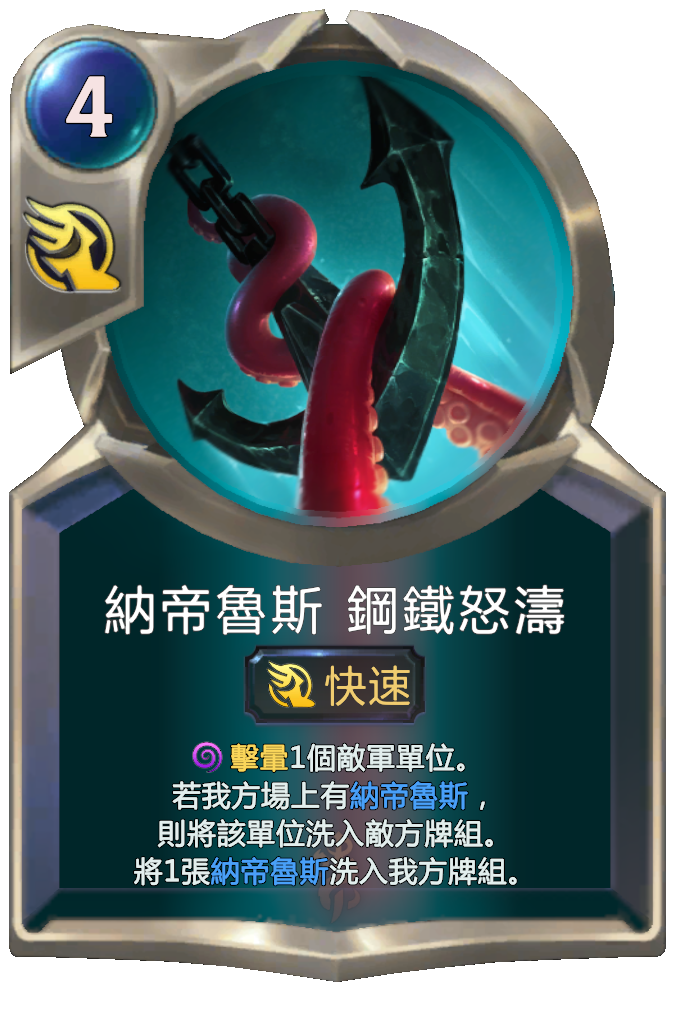 4
納帝魯斯 鋼鐵怒濤
快速
擊暈1個敵軍單位。
若我方場上有納帝魯斯，
則將該單位洗入敵方牌組。
將1張納帝魯斯洗入我方牌組。